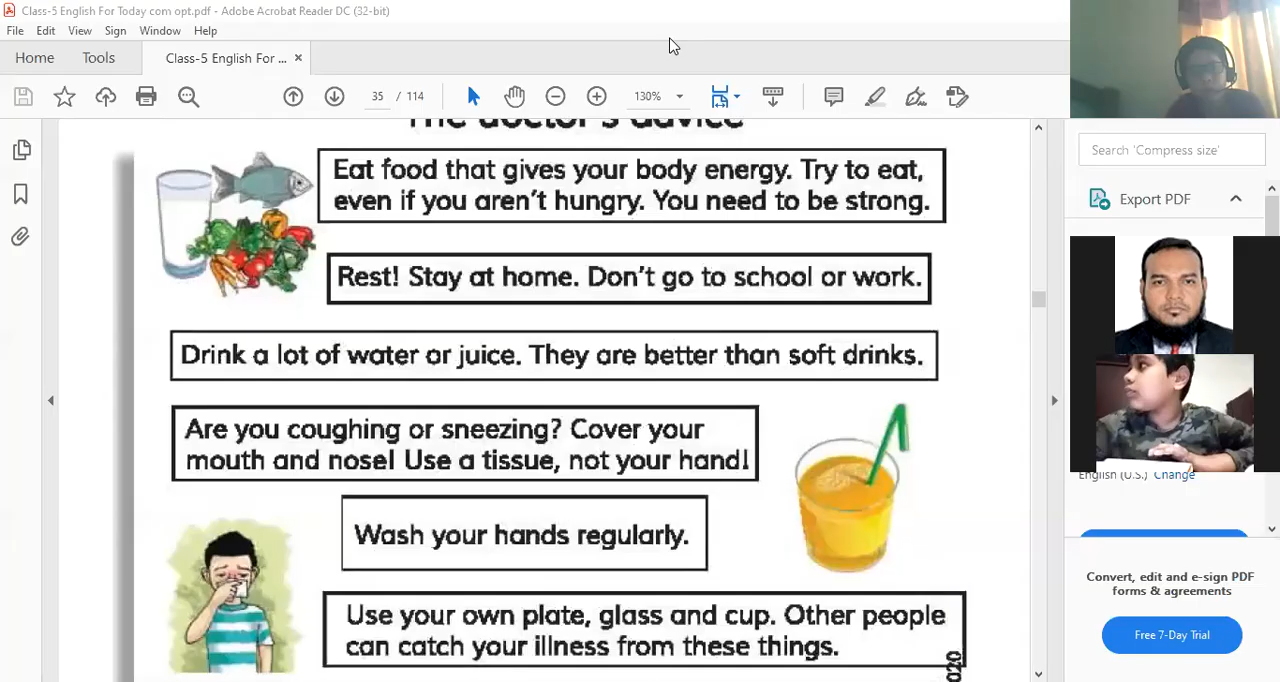 Class-5 English For Today com opt.pdf - Adobe Acrobat Reader DC (32-bit)
File Edit View Sign Window Help
Home Tools Class-5 English For ... ×
35 / 114 130%
Search 'Compress size'
Export PDF
The doctor's advice
Eat food that gives your body energy. Try to eat,
even if you aren't hungry. You need to be strong.
Rest! Stay at home. Don't go to school or work.
Drink a lot of water or juice. They are better than soft drinks.
Are you coughing or sneezing? Cover your
mouth and nose! Use a tissue, not your hand!
Wash your hands regularly.
Use your own plate, glass and cup. Other people
can catch your illness from these things.
English (U.S.) Change
Convert, edit and e-sign PDF
forms & agreements
Free 7-Day Trial